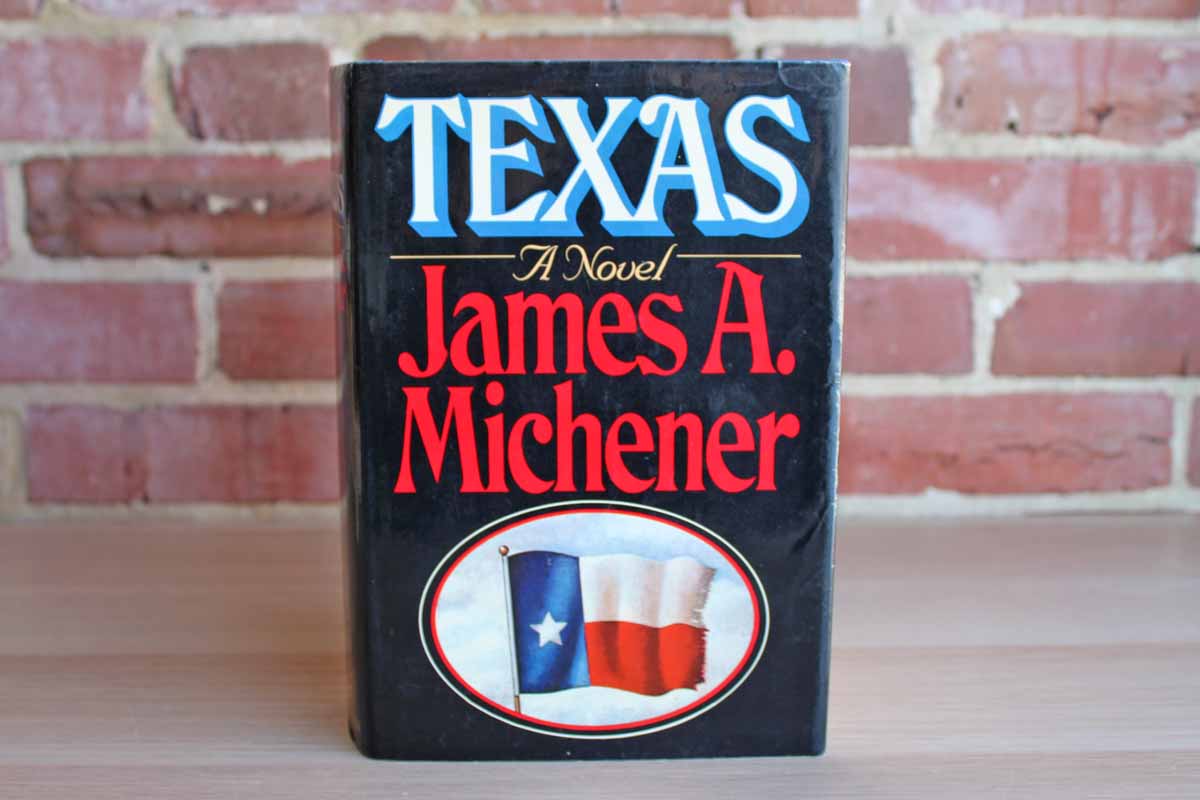 TEXAS
A Novel
James A.
Michener